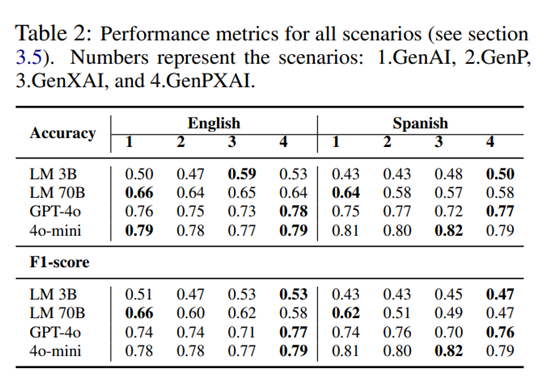 Table 2: Performance metrics for all scenarios (see section
3.5). Numbers represent the scenarios: 1.GenAI, 2.GenP,
3.GenXAI, and 4.GenPXAI.
Accuracy English Spanish
1 2 3 4 1 2 3 4
LM 3B 0.50 0.47 0.59 0.53 0.43 0.43 0.48 0.50
LM 70B 0.66 0.64 0.65 0.64 0.64 0.58 0.57 0.58
GPT-4o 0.76 0.75 0.73 0.78 0.75 0.77 0.72 0.77
4o-mini 0.79 0.78 0.77 0.79 0.81 0.80 0.82 0.79
F1-score
LM 3B 0.51 0.47 0.53 0.53 0.43 0.43 0.45 0.47
LM 70B 0.66 0.60 0.62 0.58 0.62 0.51 0.49 0.47
GPT-4o 0.74 0.74 0.71 0.77 0.74 0.76 0.70 0.76
4o-mini 0.78 0.78 0.77 0.79 0.81 0.80 0.82 0.79